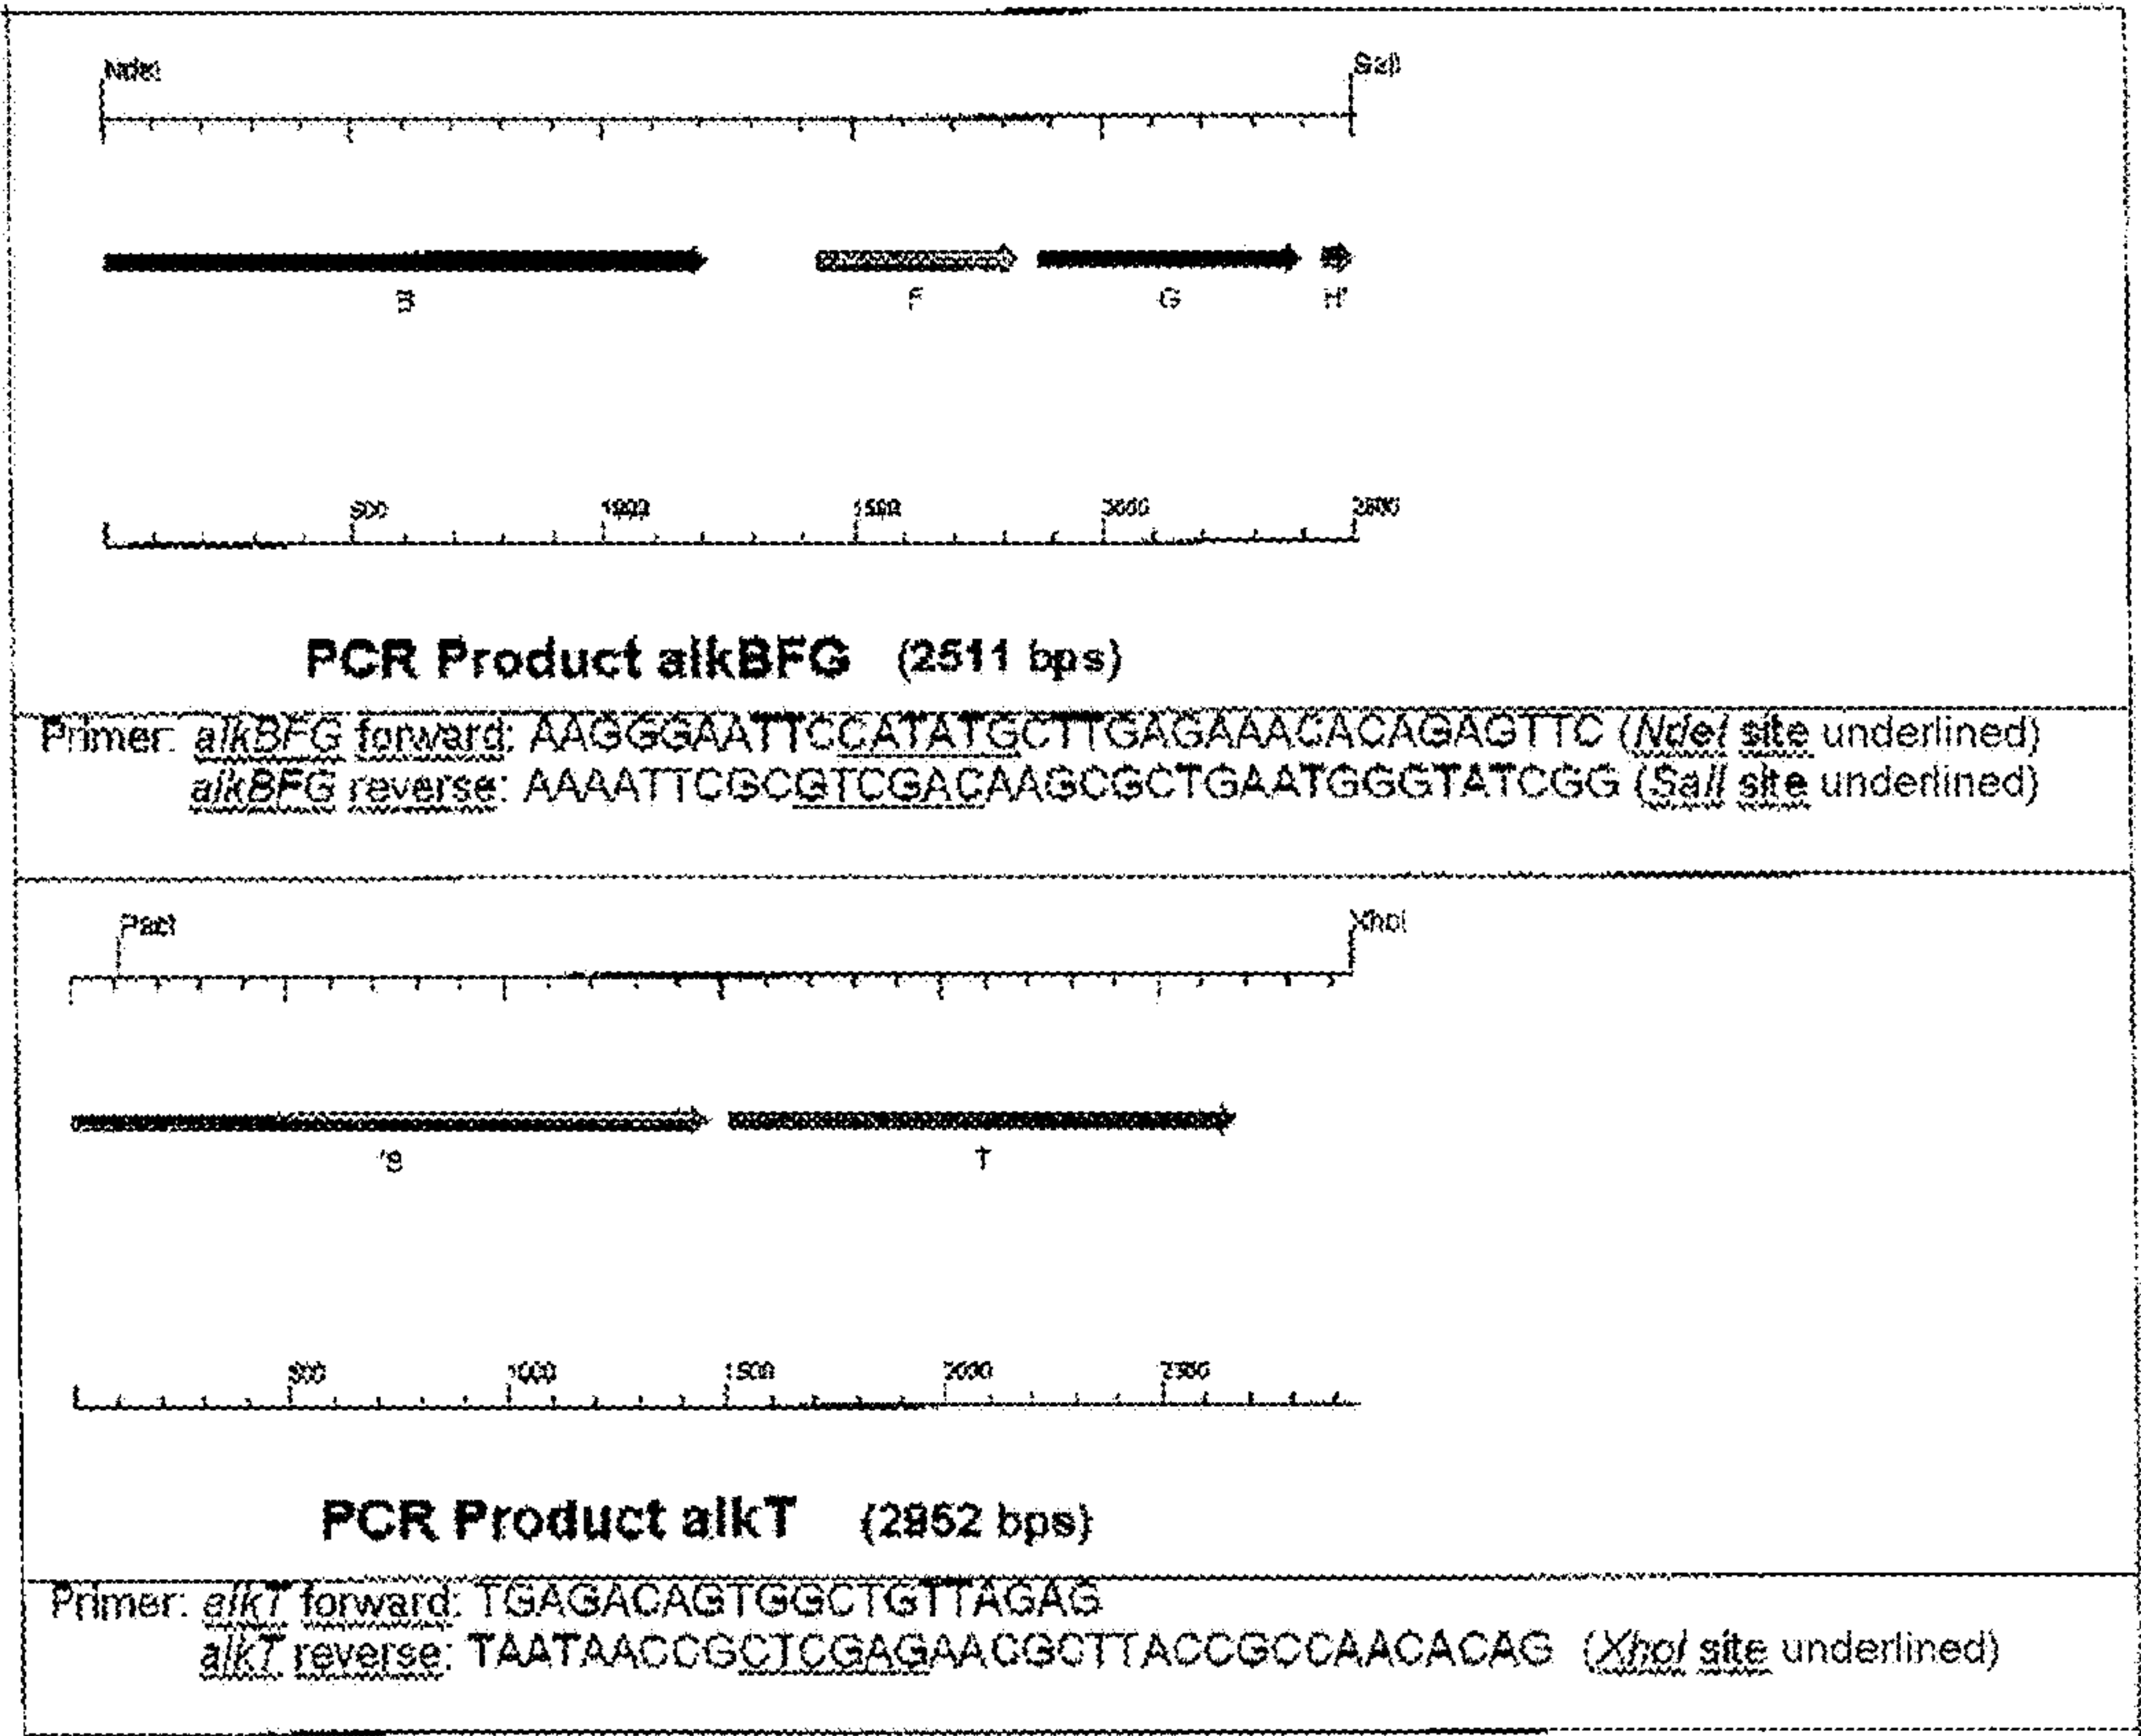 NdeI SalI
B F G H'
500 1000 1500 2000 2500
PCR Product alkBFG (2511 bps)
Primer: alkBFG forward: AAGGGAATTCCATATGCTTGAGAAACACAGAGTTC (NdeI site underlined)
alkBFG reverse: AAAATTCGCGTCGACAAGCGCTGAATGGGTATCGG (SalI site underlined)
PacI XhoI
'S T
500 1000 1500 2000 2500
PCR Product alkT (2952 bps)
Primer: alkT forward: TGAGACAGTGGCTGTTAGAG
alkT reverse: TAATAACCGCTCGAGAACGCTTACCGCCAACACAG (XhoI site underlined)